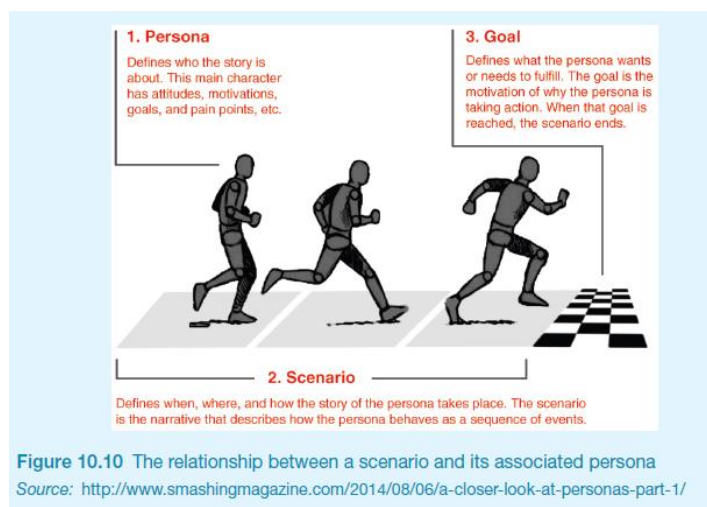 1. Persona
Defines who the story is
about. This main character
has attitudes, motivations,
goals, and pain points, etc.
3. Goal
Defines what the persona wants
or needs to fulfill. The goal is the
motivation of why the persona is
taking action. When that goal is
reached, the scenario ends.
2. Scenario
Defines when, where, and how the story of the persona takes place. The scenario
is the narrative that describes how the persona behaves as a sequence of events.
Figure 10.10 The relationship between a scenario and its associated persona
Source: http://www.smashingmagazine.com/2014/08/06/a-closer-look-at-personas-part-1/